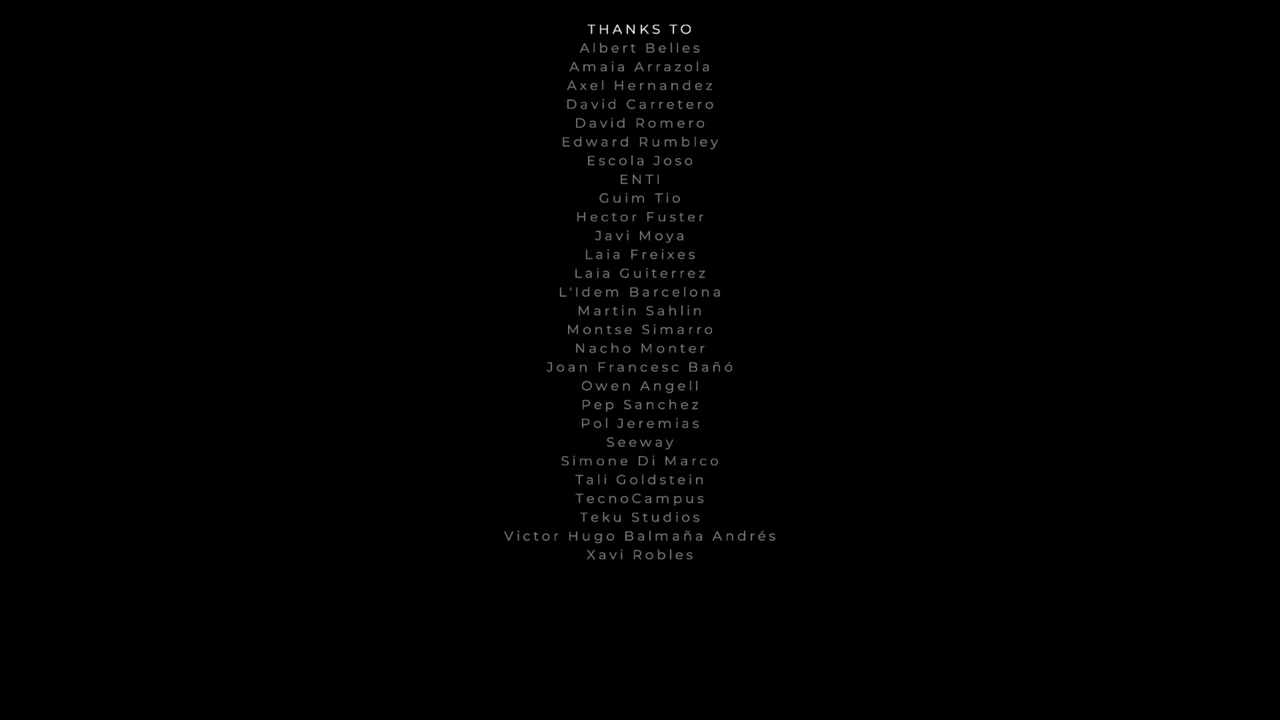 THANKS TO
Albert Belles
Amaia Arrazola
Axel Hernandez
David Carretero
David Romero
Edward Rumbley
Escola Joso
ENTI
Guim Tio
Hector Fuster
Javi Moya
Laia Freixes
Laia Guiterrez
L'Idem Barcelona
Martin Sahlin
Montse Simarro
Nacho Monter
Joan Francesc Bañó
Owen Angell
Pep Sanchez
Pol Jeremias
Seeway
Simone Di Marco
Tali Goldstein
TecnoCampus
Teku Studios
Victor Hugo Balmaña Andrés
Xavi Robles